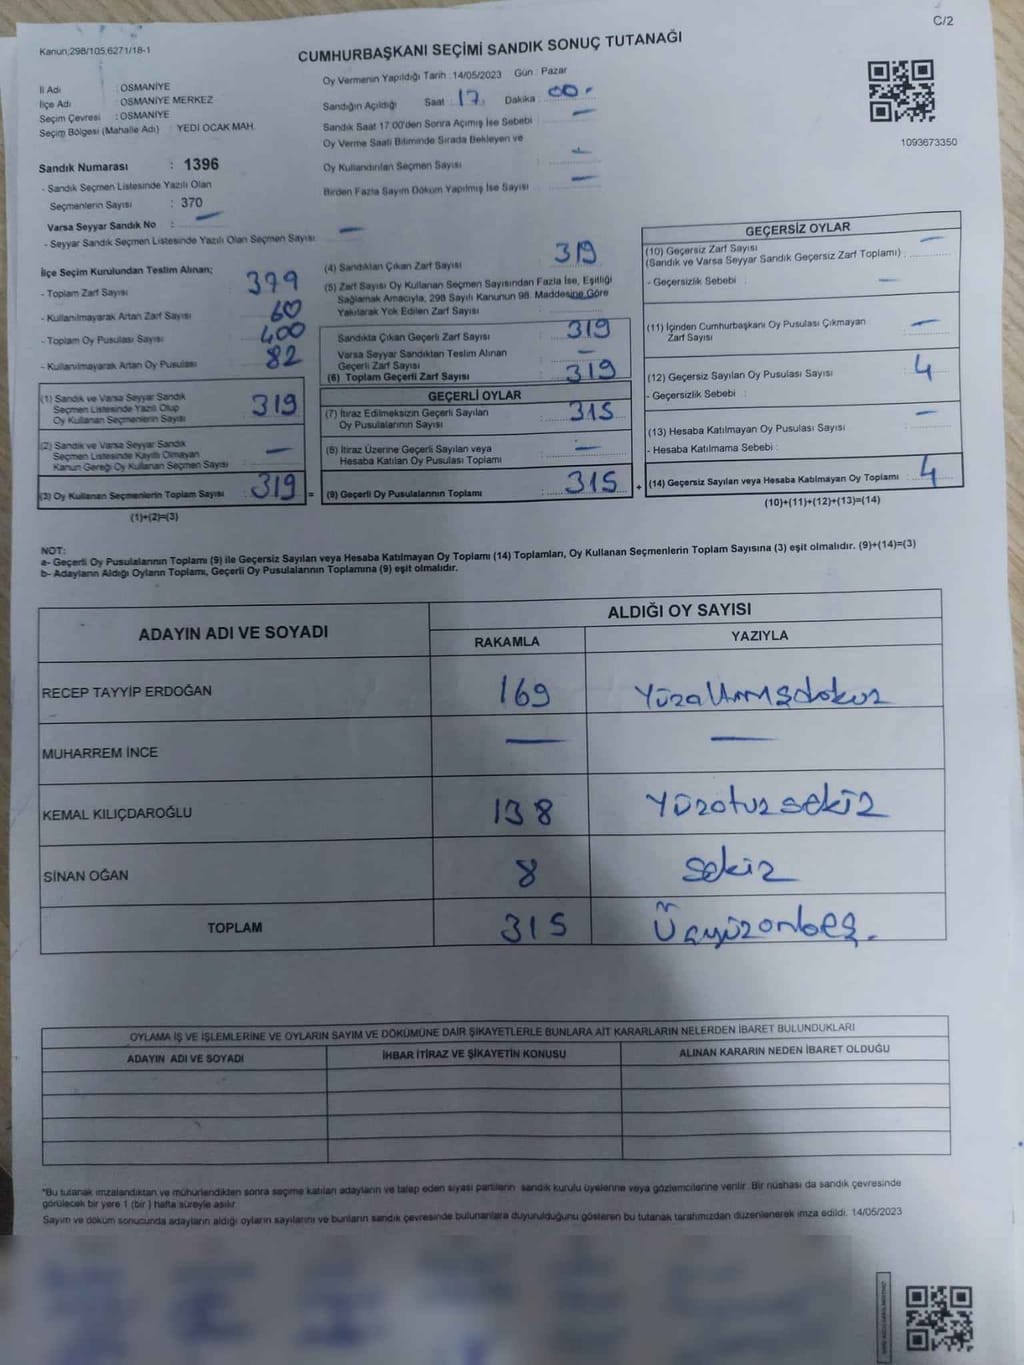 C/2
Kanun;298/105,6271/18-1
CUMHURBAŞKANI SEÇİMİ SANDIK SONUÇ TUTANAĞI
İl Adı : OSMANİYE
İlçe Adı : OSMANİYE MERKEZ
Seçim Çevresi : OSMANİYE
Seçim Bölgesi (Mahalle Adı) : YEDİ OCAK MAH.
Sandık Numarası : 1396
- Sandık Seçmen Listesinde Yazılı Olan
Seçmenlerin Sayısı : 370
Varsa Seyyar Sandık No : —
- Seyyar Sandık Seçmen Listesinde Yazılı Olan Seçmen Sayısı: —
Oy Vermenin Yapıldığı Tarih : 14/05/2023 Gün : Pazar
Sandığın Açıldığı Saat : 17. Dakika : 00.
Sandık Saat 17.00'den Sonra Açımış İse Sebebi : —
Oy Verme Saati Bitiminde Sırada Bekleyen ve
Oy Kullandırılan Seçmen Sayısı : —
Birden Fazla Sayım Döküm Yapılmış İse Sayısı : —
1093673350
İlçe Seçim Kurulundan Teslim Alınan;
- Toplam Zarf Sayısı : 379
- Kullanılmayarak Artan Zarf Sayısı : 60
- Toplam Oy Pusulası Sayısı : 400
- Kullanılmayarak Artan Oy Pusulası : 82
(1) Sandık ve Varsa Seyyar Sandık
Seçmen Listesinde Yazılı Olup
Oy Kullanan Seçmenlerin Sayısı : 319
(2) Sandık ve Varsa Seyyar Sandık
Seçmen Listesinde Kayıtlı Olmayan
Kanun Gereği Oy Kullanan Seçmen Sayısı : —
(3) Oy Kullanan Seçmenlerin Toplam Sayısı : 319 =
(1)+(2)=(3)
(4) Sandıktan Çıkan Zarf Sayısı : 319
(5) Zarf Sayısı Oy Kullanan Seçmen Sayısından Fazla İse, Eşitliği
Sağlamak Amacıyla, 298 Sayılı Kanunun 98. Maddesine Göre
Yakılarak Yok Edilen Zarf Sayısı : —
Sandıkta Çıkan Geçerli Zarf Sayısı : 319
Varsa Seyyar Sandıktan Teslim Alınan
Geçerli Zarf Sayısı : —
(6) Toplam Geçerli Zarf Sayısı : 319
GEÇERLİ OYLAR
(7) İtiraz Edilmeksizin Geçerli Sayılan
Oy Pusulalarının Sayısı : 315
(8) İtiraz Üzerine Geçerli Sayılan veya
Hesaba Katılan Oy Pusulası Toplamı : —
(9) Geçerli Oy Pusulalarının Toplamı : 315 +
GEÇERSİZ OYLAR
(10) Geçersiz Zarf Sayısı
(Sandık ve Varsa Seyyar Sandık Geçersiz Zarf Toplamı) : —
- Geçersizlik Sebebi : —
(11) İçinden Cumhurbaşkanı Oy Pusulası Çıkmayan
Zarf Sayısı : —
(12) Geçersiz Sayılan Oy Pusulası Sayısı : 4
- Geçersizlik Sebebi :
(13) Hesaba Katılmayan Oy Pusulası Sayısı : —
- Hesaba Katılmama Sebebi :
(14) Geçersiz Sayılan veya Hesaba Katılmayan Oy Toplamı : 4
(10)+(11)+(12)+(13)=(14)
NOT:
a- Geçerli Oy Pusulalarının Toplamı (9) ile Geçersiz Sayılan veya Hesaba Katılmayan Oy Toplamı (14) Toplamları, Oy Kullanan Seçmenlerin Toplam Sayısına (3) eşit olmalıdır. (9)+(14)=(3)
b- Adayların Aldığı Oyların Toplamı, Geçerli Oy Pusulalarının Toplamına (9) eşit olmalıdır.
ADAYIN ADI VE SOYADI
ALDIĞI OY SAYISI
RAKAMLA YAZIYLA
RECEP TAYYİP ERDOĞAN 169 Yüzaltmışdokuz
MUHARREM İNCE — —
KEMAL KILIÇDAROĞLU 138 Yüzotuzsekiz
SİNAN OĞAN 8 sekiz
TOPLAM 315 Üçyüzonbeş.
OYLAMA İŞ VE İŞLEMLERİNE VE OYLARIN SAYIM VE DÖKÜMÜNE DAİR ŞİKAYETLERLE BUNLARA AİT KARARLARIN NELERDEN İBARET BULUNDUKLARI
ADAYIN ADI VE SOYADI İHBAR İTİRAZ VE ŞİKAYETİN KONUSU ALINAN KARARIN NEDEN İBARET OLDUĞU
*Bu tutanak imzalandıktan ve mühürlendikten sonra seçime katılan adayların ve talep eden siyasi partilerin sandık kurulu üyelerine veya gözlemcilerine verilir. Bir nüshası da sandık çevresinde
görülecek bir yere 1 (bir ) hafta süreyle asılır.
Sayım ve döküm sonucunda adayların aldığı oyların sayılarını ve bunların sandık çevresinde bulunanlara duyurulduğunu gösteren bu tutanak tarafımızdan düzenlenerek imza edildi. 14/05/2023